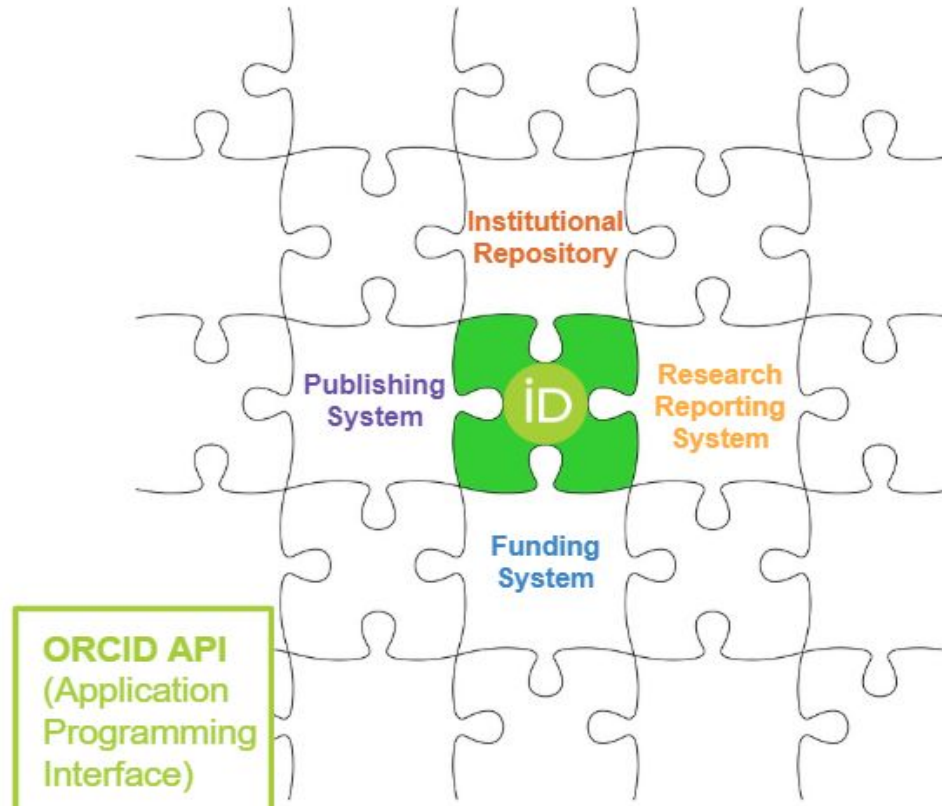 Institutional
Repository
Publishing
System
iD
Research
Reporting
System
Funding
System
ORCID API
(Application
Programming
Interface)